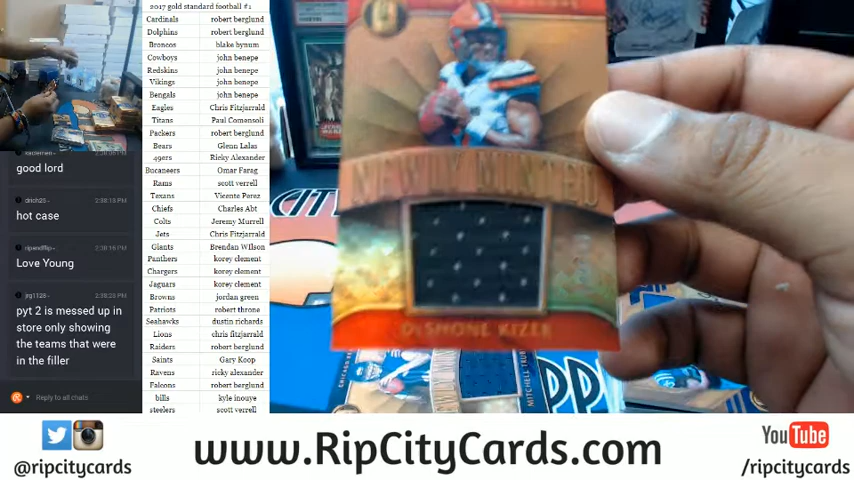 2017 gold standard football #1
Cardinals robert berglund
Dolphins robert berglund
Broncos blake bynum
Cowboys john benepe
Redskins john benepe
Vikings john benepe
Bengals john benepe
Eagles Chris Fitzjarrald
Titans Paul Comensoli
Packers robert berglund
Bears Glenn Lalas
49ers Ricky Alexander
Bucaneers Omar Farag
Rams scott verrell
Texans Vicente Perez
Chiefs Charles Abt
Colts Jeremy Murrell
Jets Chris Fitzjarrald
Giants Brendan WIlson
Panthers korey clement
Chargers korey clement
Jaguars korey clement
Browns jordan green
Patriots robert throne
Seahawks dustin richards
Lions chris fitzjarrald
Raiders robert berglund
Saints Gary Koop
Ravens ricky alexander
Falcons robert berglund
bills kyle inouye
steelers scott verrell
good lord
drich25
hot case
ripandflip
Love Young
jrg1128
pyt 2 is messed up in
store only showing
the teams that were
in the filler
Reply to all chats
NEWLY MINTED
DESHONE KIZER
@ripcitycards
www.RipCityCards.com
YouTube
/ripcitycards